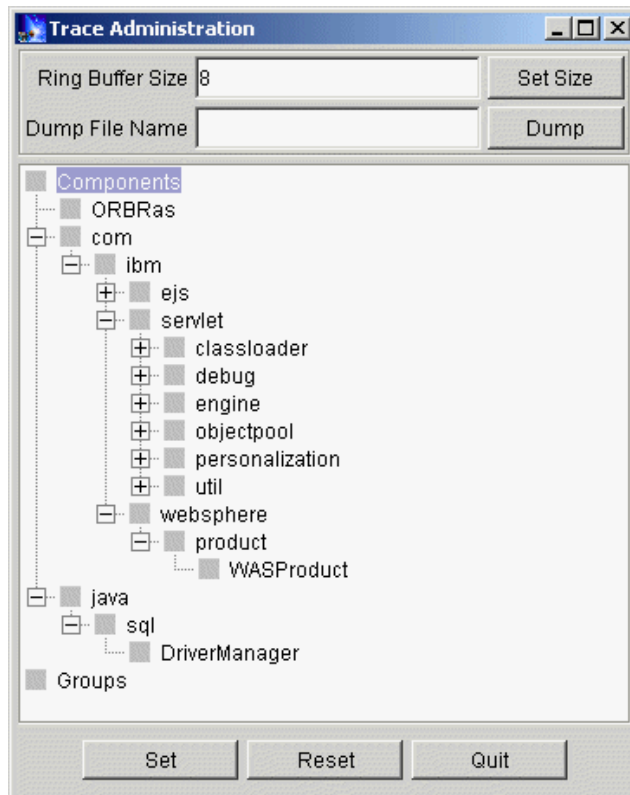 Trace Administration
Ring Buffer Size 8 Set Size
Dump File Name Dump
Components
ORBRas
com
ibm
ejs
servlet
classloader
debug
engine
objectpool
personalization
util
websphere
product
WASProduct
java
sql
DriverManager
Groups
Set Reset Quit